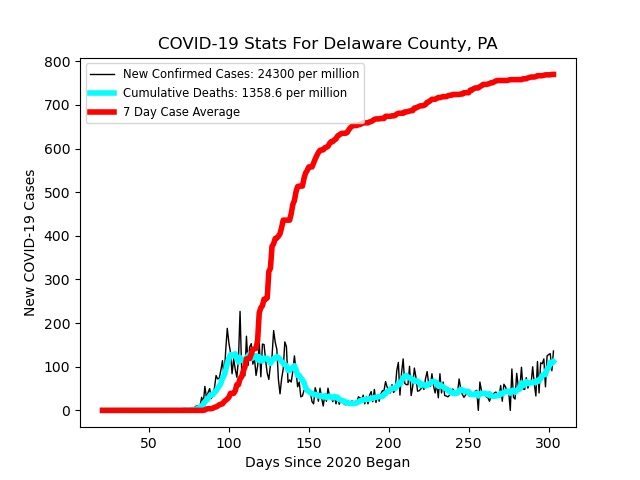 COVID-19 Stats For Delaware County, PA
New Confirmed Cases: 24300 per million
Cumulative Deaths: 1358.6 per million
7 Day Case Average
800
700
600
500
400
300
200
100
0
New COVID-19 Cases
50 100 150 200 250 300
Days Since 2020 Began